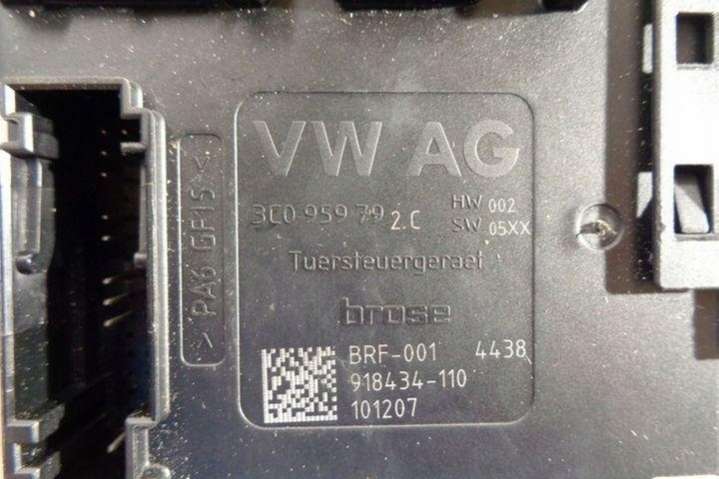 VW AG
3C0 959 79 2.C HW 002
SW 05XX
Tuersteuergeraet
brose
BRF-001 4438
918434-110
101207
> PA6 GF15 <